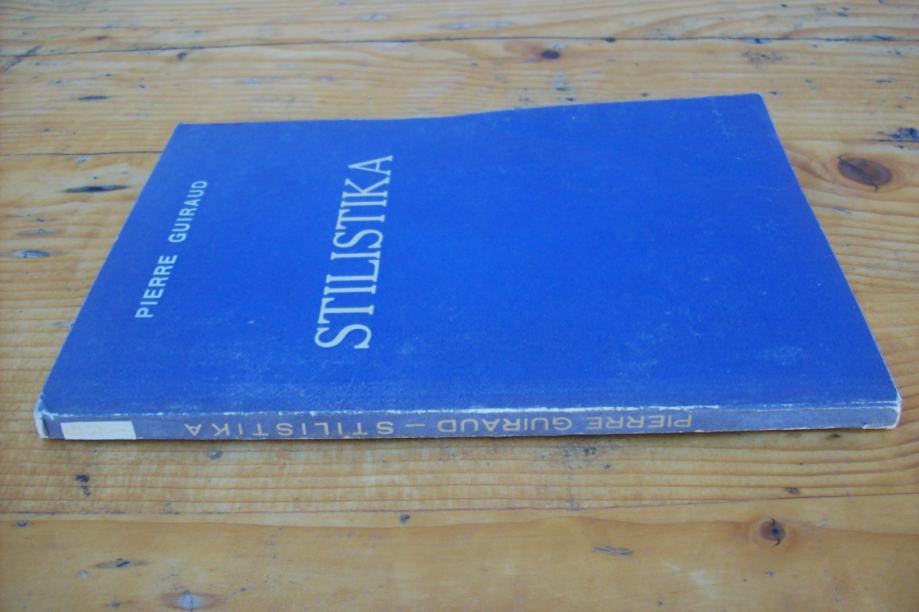 PIERRE GUIRAUD
STILISTIKA
PIERRE GUIRAUD – STILISTIKA